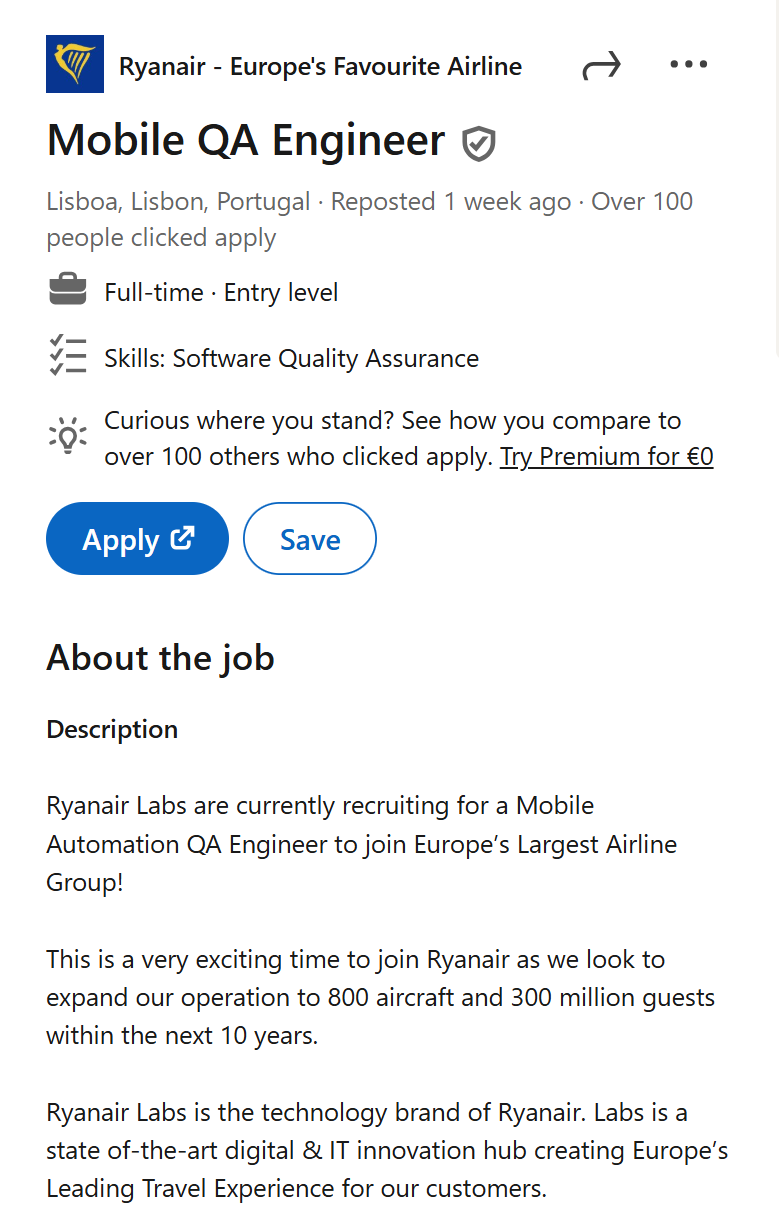 Ryanair - Europe's Favourite Airline
Mobile QA Engineer
Lisboa, Lisbon, Portugal · Reposted 1 week ago · Over 100
people clicked apply
Full-time · Entry level
Skills: Software Quality Assurance
Curious where you stand? See how you compare to
over 100 others who clicked apply. Try Premium for €0
Apply
Save
About the job
Description
Ryanair Labs are currently recruiting for a Mobile
Automation QA Engineer to join Europe’s Largest Airline
Group!
This is a very exciting time to join Ryanair as we look to
expand our operation to 800 aircraft and 300 million guests
within the next 10 years.
Ryanair Labs is the technology brand of Ryanair. Labs is a
state of-the-art digital & IT innovation hub creating Europe’s
Leading Travel Experience for our customers.